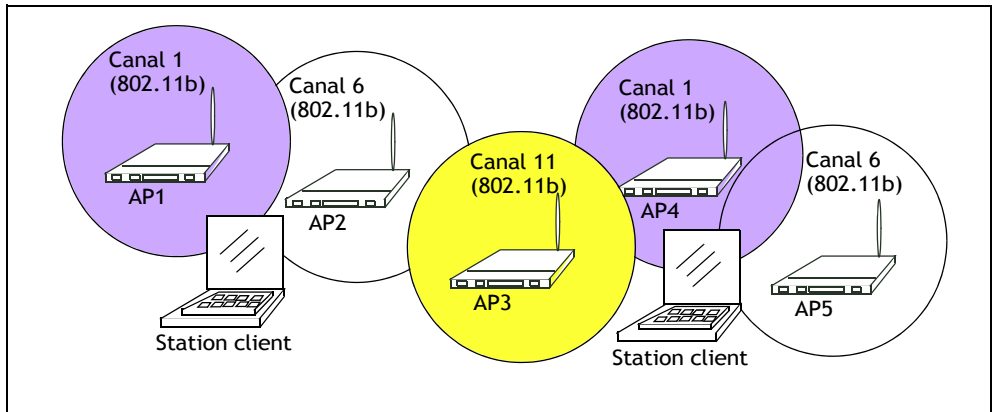 Canal 1
(802.11b)
AP1
Canal 6
(802.11b)
AP2
Canal 11
(802.11b)
AP3
Canal 1
(802.11b)
AP4
Canal 6
(802.11b)
AP5
Station client
Station client